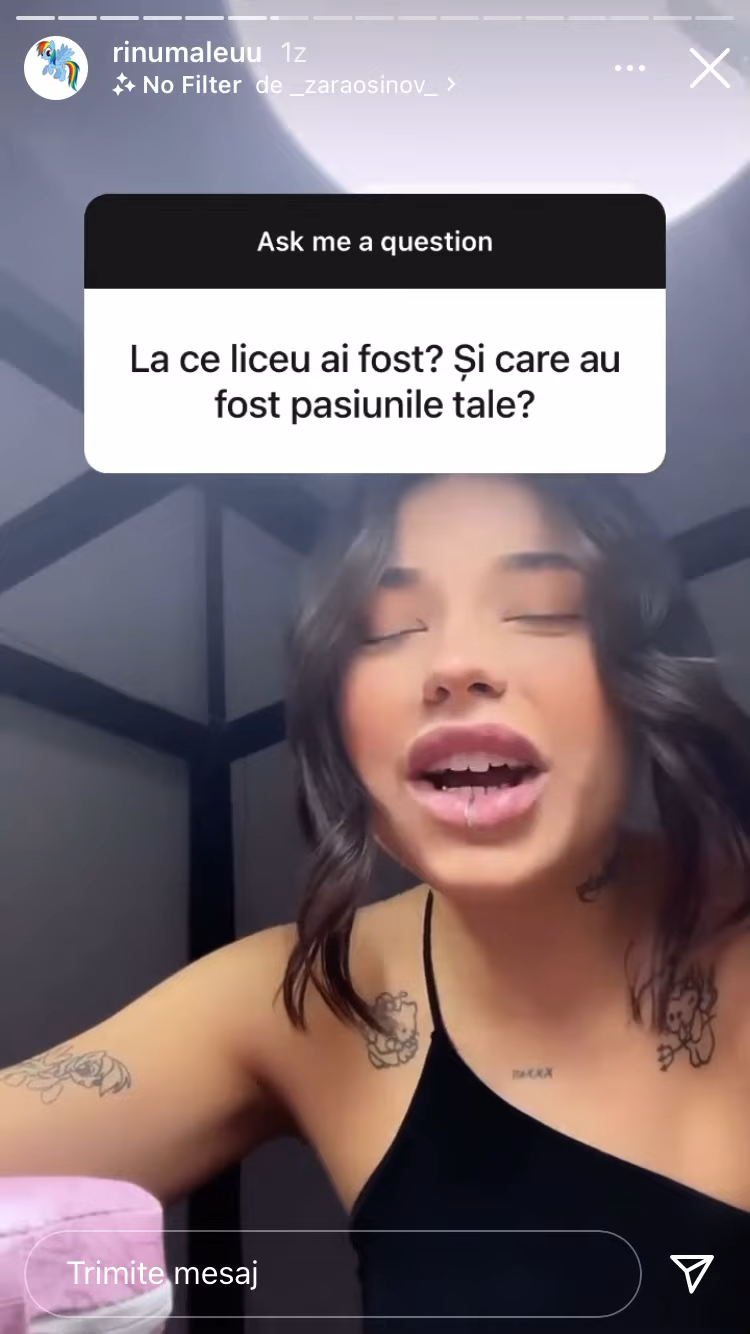 rinumaleuu 1z
No Filter de _zaraosinov_ >
Ask me a question
La ce liceu ai fost? Și care au
fost pasiunile tale?
Trimite mesaj